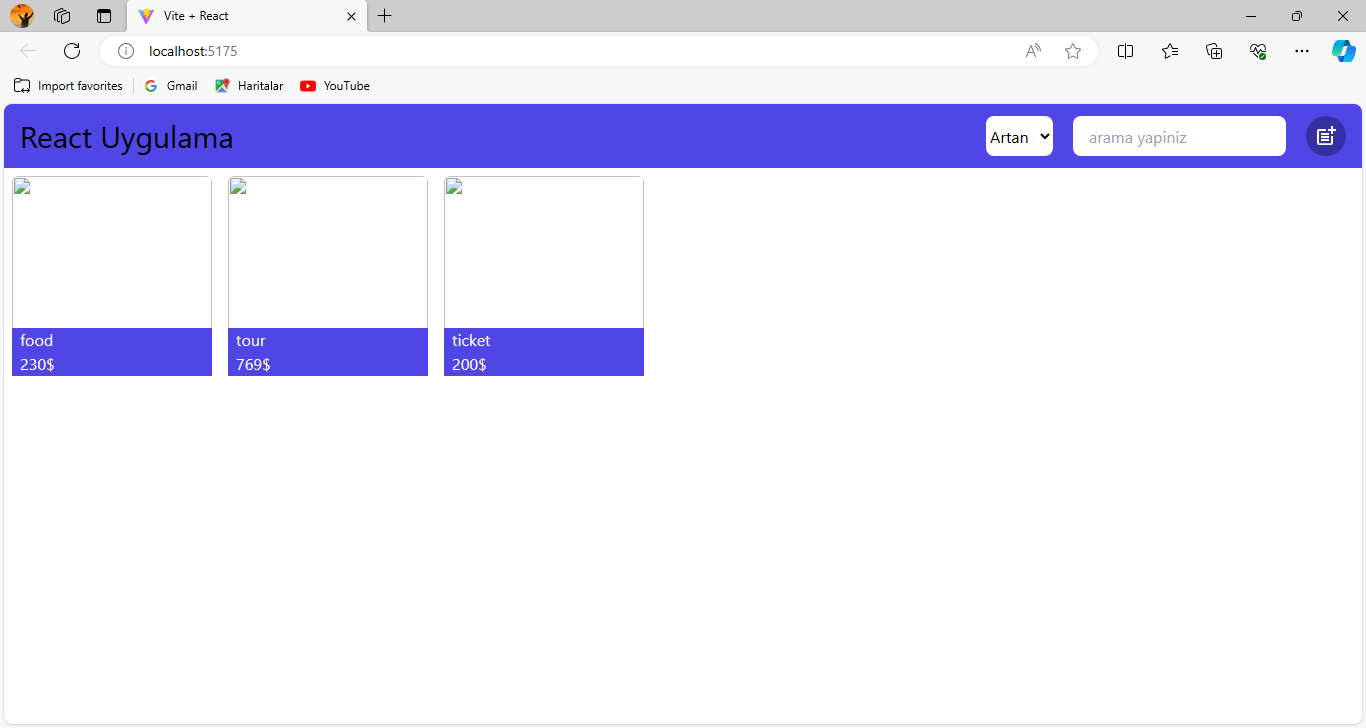 Vite + React
localhost:5175
Import favorites
Gmail
Haritalar
YouTube
React Uygulama
Artan
arama yapiniz
food
230$
tour
769$
ticket
200$